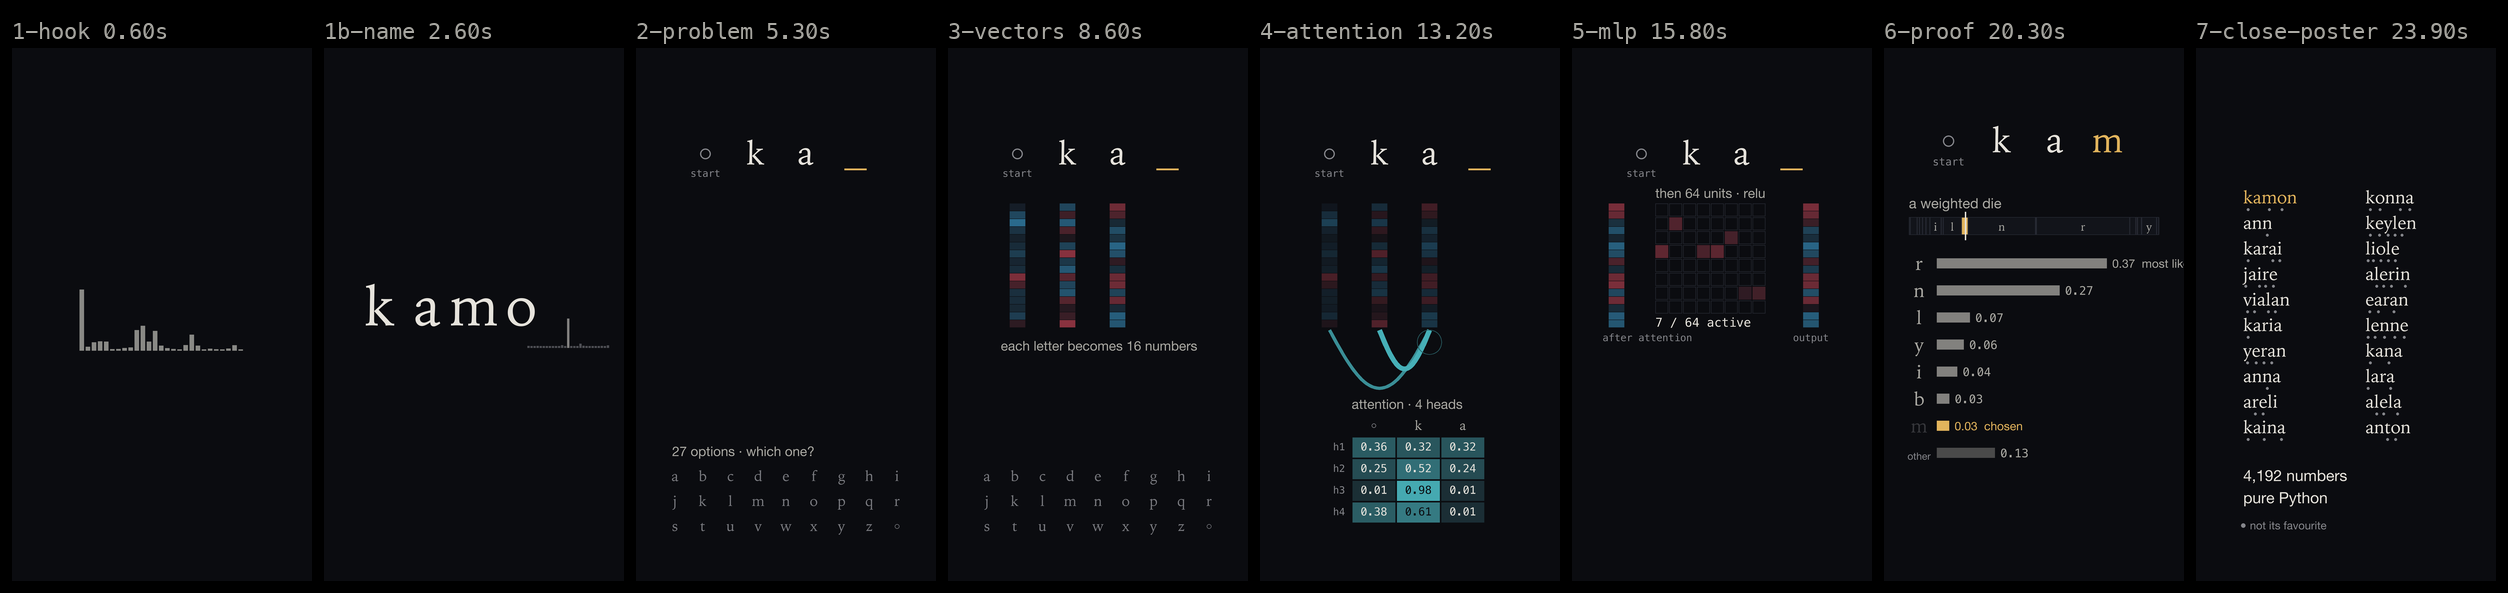 1-hook 0.60s
1b-name 2.60s
k a m o
2-problem 5.30s
k a _
start
27 options · which one?
a b c d e f g h i
j k l m n o p q r
s t u v w x y z
3-vectors 8.60s
k a _
start
each letter becomes 16 numbers
a b c d e f g h i
j k l m n o p q r
s t u v w x y z
4-attention 13.20s
k a _
start
attention · 4 heads
k a
h1 0.36 0.32 0.32
h2 0.25 0.52 0.24
h3 0.01 0.98 0.01
h4 0.38 0.61 0.01
5-mlp 15.80s
k a _
start
then 64 units · relu
7 / 64 active
after attention
output
6-proof 20.30s
k a m
start
a weighted die
i l n r y
r 0.37 most lik
n 0.27
l 0.07
y 0.06
i 0.04
b 0.03
m 0.03 chosen
other 0.13
7-close-poster 23.90s
kamon
ann
karai
jaire
vialan
karia
yeran
anna
areli
kaina
konna
keylen
liole
alerin
earan
lenne
kana
lara
alela
anton
4,192 numbers
pure Python
• not its favourite